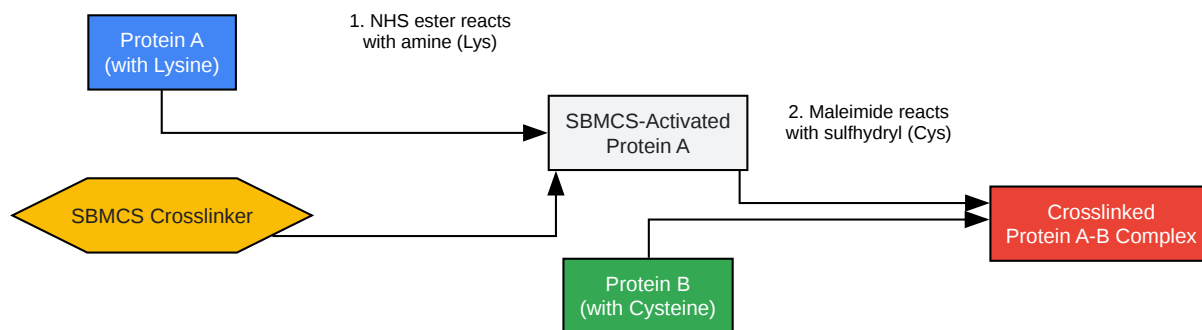 Protein A
(with Lysine)
1. NHS ester reacts
with amine (Lys)
SBMCS-Activated
Protein A
2. Maleimide reacts
with sulfhydryl (Cys)
SBMCS Crosslinker
Crosslinked
Protein A-B Complex
Protein B
(with Cysteine)